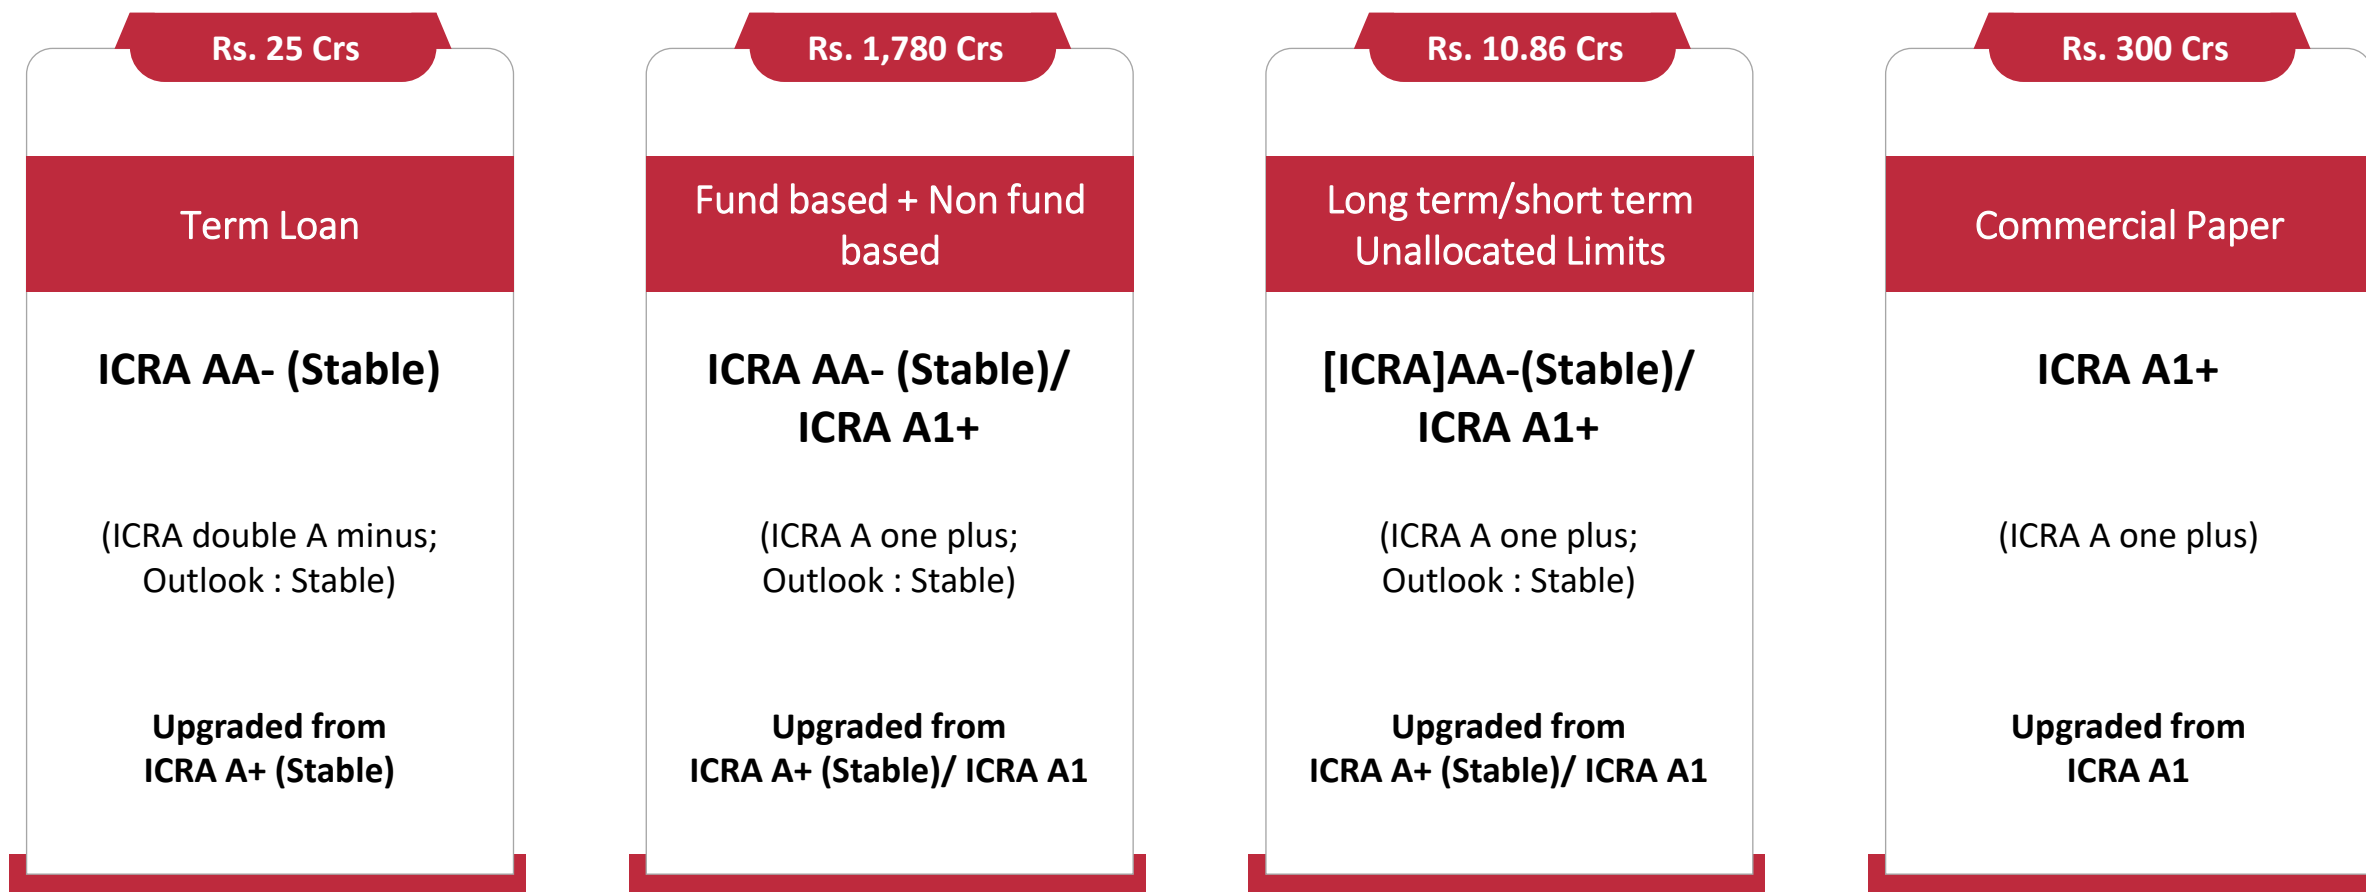 Rs. 25 Crs
Term Loan
ICRA AA- (Stable)
(ICRA double A minus;
Outlook : Stable)
Upgraded from
ICRA A+ (Stable)
Rs. 1,780 Crs
Fund based + Non fund
based
ICRA AA- (Stable)/
ICRA A1+
(ICRA A one plus;
Outlook : Stable)
Upgraded from
ICRA A+ (Stable)/ ICRA A1
Rs. 10.86 Crs
Long term/short term
Unallocated Limits
[ICRA]AA-(Stable)/
ICRA A1+
(ICRA A one plus;
Outlook : Stable)
Upgraded from
ICRA A+ (Stable)/ ICRA A1
Rs. 300 Crs
Commercial Paper
ICRA A1+
(ICRA A one plus)
Upgraded from
ICRA A1